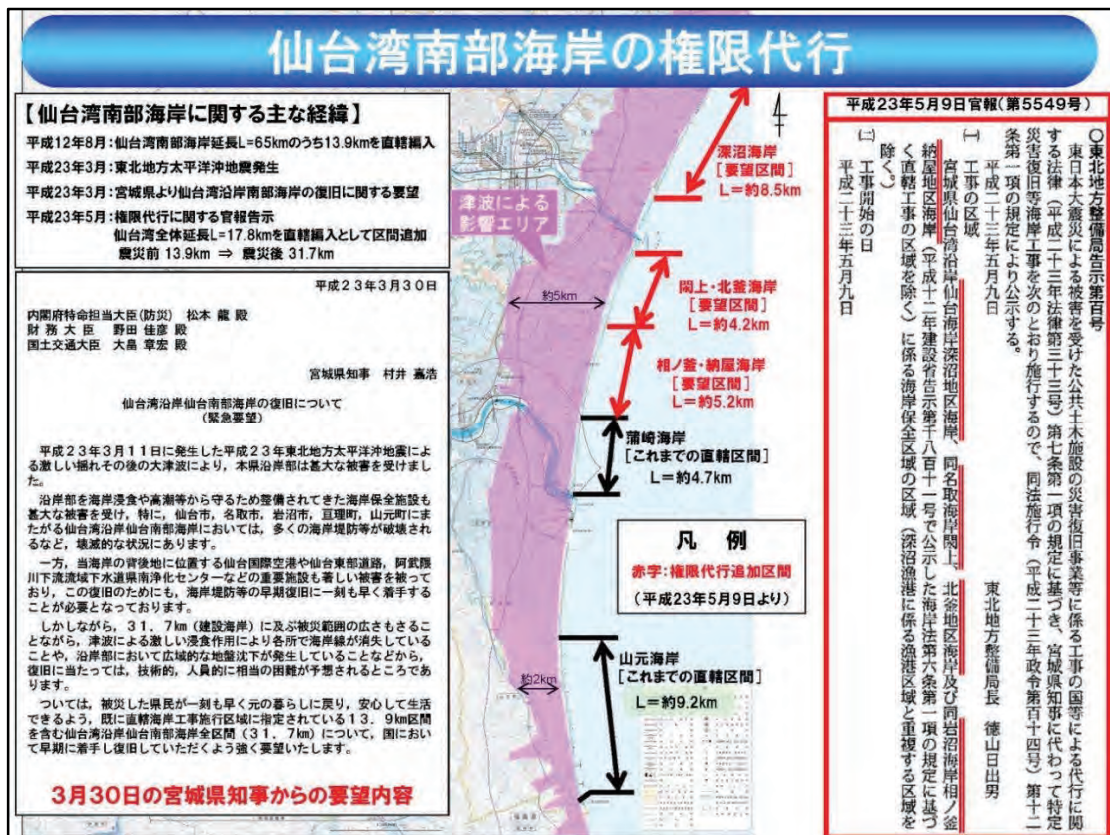 仙台湾南部海岸の権限代行
【仙台湾南部海岸に関する主な経緯】
平成12年8月：仙台湾南部海岸延長L=65kmのうち13.9kmを直轄編入
平成23年3月：東北地方太平洋沖地震発生
平成23年3月：宮城県より仙台湾沿岸南部海岸の復旧に関する要望
平成23年5月：権限代行に関する官報告示
仙台湾全体延長L=17.8kmを直轄編入として区間追加
震災前 13.9km ⇒ 震災後 31.7km
平成23年3月30日
内閣府特命担当大臣（防災） 松本 龍 殿
財務大臣 野田 佳彦 殿
国土交通大臣 大畠 章宏 殿
宮城県知事 村井 嘉浩
仙台湾沿岸仙台南部海岸の復旧について
（緊急要望）
平成23年3月11日に発生した平成23年東北地方太平洋沖地震によ
る激しい揺れその後の大津波により，本県沿岸部は甚大な被害を受けまし
た。
沿岸部を海岸浸食や高潮等から守るため整備されてきた海岸保全施設も
甚大な被害を受け，特に，仙台市，名取市，岩沼市，亘理町，山元町にま
たがる仙台湾沿岸仙台南部海岸においては，多くの海岸堤防等が破壊され
るなど，壊滅的な状況にあります。
一方，当海岸の背後地に位置する仙台国際空港や仙台東部道路，阿武隈
川下流流域下水道県南浄化センターなどの重要施設も著しい被害を被って
おり，この復旧のためにも，海岸堤防等の早期復旧に一刻も早く着手する
ことが必要となっております。
しかしながら，31．7km（建設海岸）に及ぶ被災範囲の広さもさるこ
とながら，津波による激しい浸食作用により各所で海岸線が消失している
ことや，沿岸部において広域的な地盤沈下が発生していることなどから，
復旧に当たっては，技術的，人員的に相当の困難が予想されるところであ
ります。
ついては，被災した県民が一刻も早く元の暮らしに戻り，安心して生活
できるよう，既に直轄海岸工事施行区域に指定されている13．9km区間
を含む仙台湾沿岸仙台南部海岸全区間（31．7km）について，国におい
て早期に着手し復旧していただくよう強く要望いたします。
3月30日の宮城県知事からの要望内容
津波による
影響エリア
約5km
約2km
深沼海岸
［要望区間］
L＝約8.5km
閖上・北釜海岸
［要望区間］
L＝約4.2km
相ノ釜・納屋海岸
［要望区間］
L＝約5.2km
蒲崎海岸
［これまでの直轄区間］
L＝約4.7km
凡 例
赤字：権限代行追加区間
（平成23年5月9日より）
山元海岸
［これまでの直轄区間］
L＝約9.2km
平成23年5月9日官報（第5549号）
〇東北地方整備局告示第百号
東日本大震災による被害を受けた公共土木施設の災害復旧事業等に係る工事の国等による代行に関
する法律（平成二十三年法律第三十三号）第七条第一項の規定に基づき、宮城県知事に代わって特定
災害復旧等海岸工事を次のとおり施行するので、同法施行令（平成二十三年政令第百十四号）第十二
条第一項の規定により公示する。
平成二十三年五月九日
東北地方整備局長 徳山日出男
㈠ 工事の区域
宮城県仙台湾沿岸仙台海岸深沼地区海岸、同名取海岸閖上、北釜地区海岸及び同岩沼海岸相ノ釜
納屋地区海岸（平成十二年建設省告示第千八百十一号で公示した海岸法第六条第一項の規定に基づ
く直轄工事の区域を除く）に係る海岸保全区域の区域（深沼漁港に係る漁港区域と重複する区域を
除く。）
㈡ 工事開始の日
平成二十三年五月九日